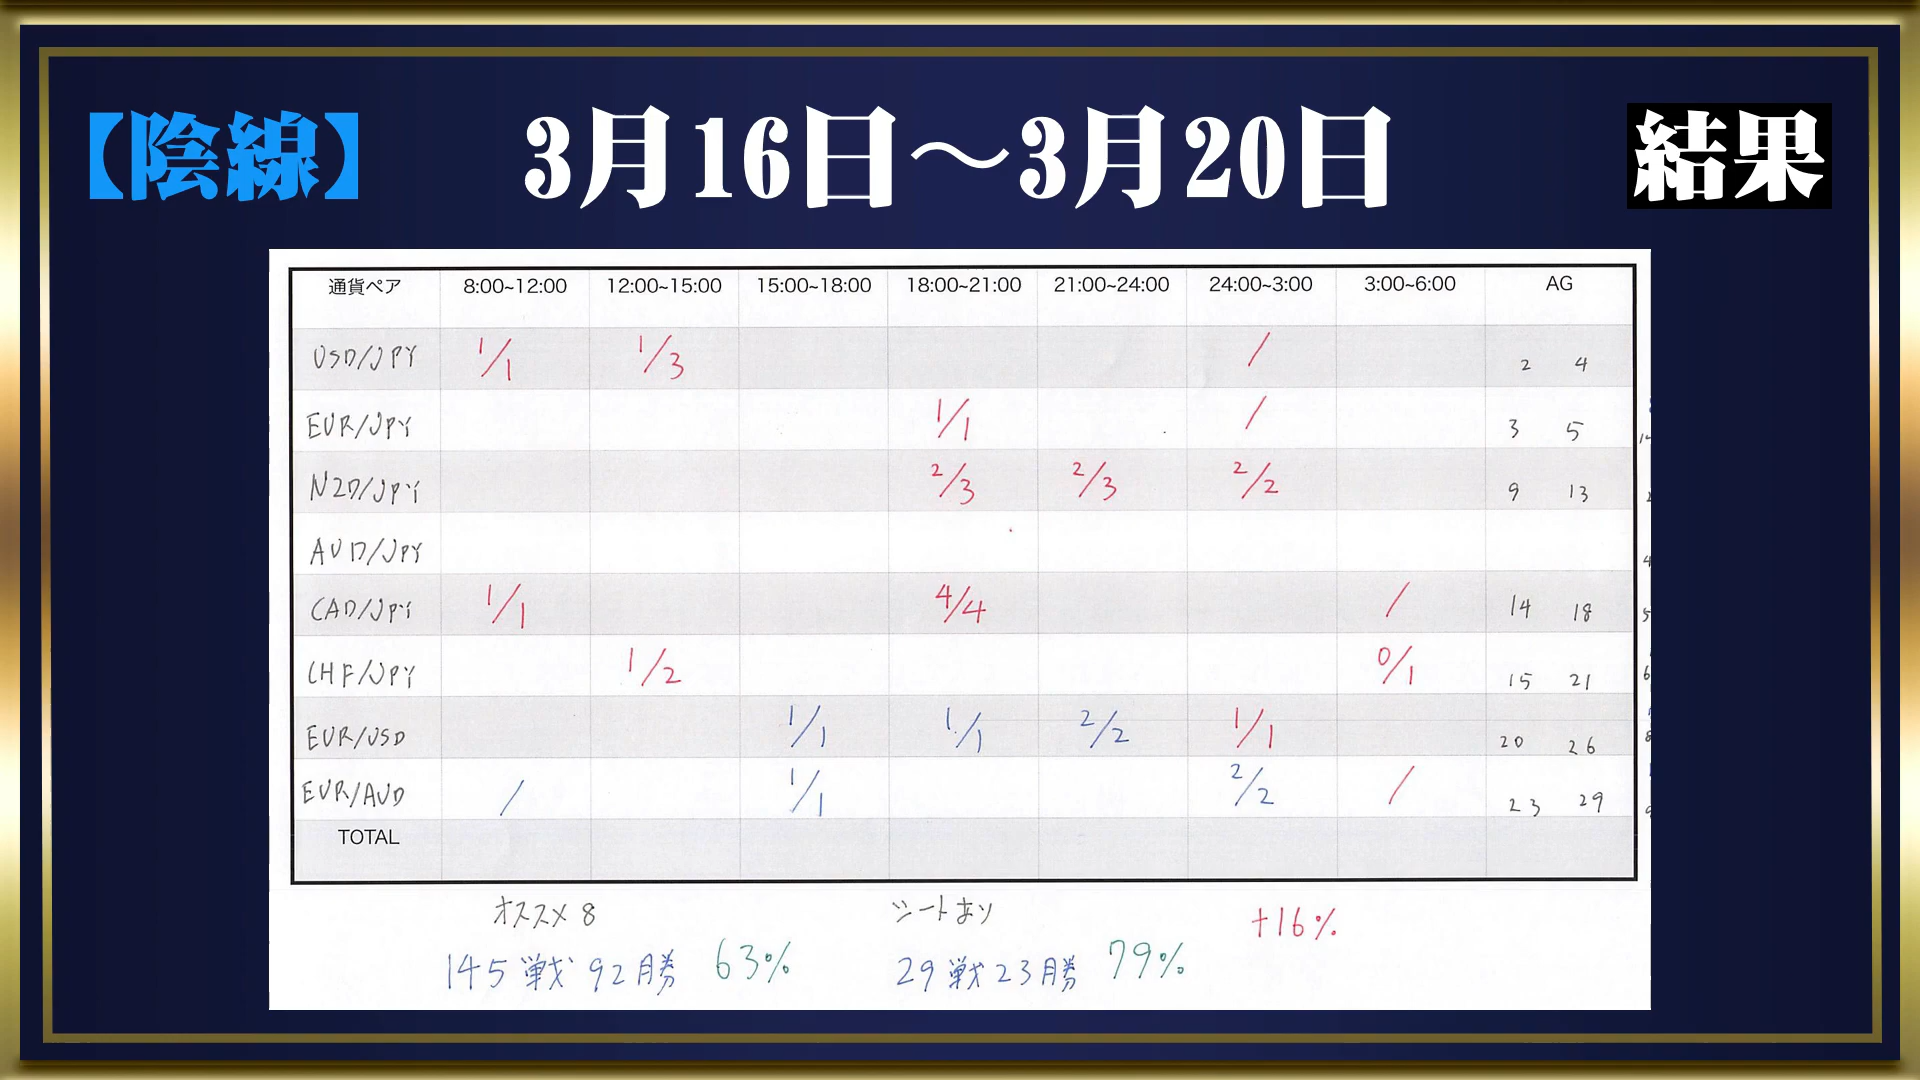 【陰線】 3月16日～3月20日 結果
通貨ペア 8:00~12:00 12:00~15:00 15:00~18:00 18:00~21:00 21:00~24:00 24:00~3:00 3:00~6:00 AG
USD/JPY 1/1 1/3 / 2 4
EUR/JPY 1/1 / 3 5
NZD/JPY 2/3 2/3 2/2 9 13
AUD/JPY
CAD/JPY 1/1 4/4 / 14 18
CHF/JPY 1/2 0/1 15 21
EUR/USD 1/1 1/1 2/2 1/1 20 26
EUR/AUD / 1/1 2/2 / 23 29
TOTAL
オススメ8 シートあり +16%
145戦92勝 63% 29戦23勝 79%